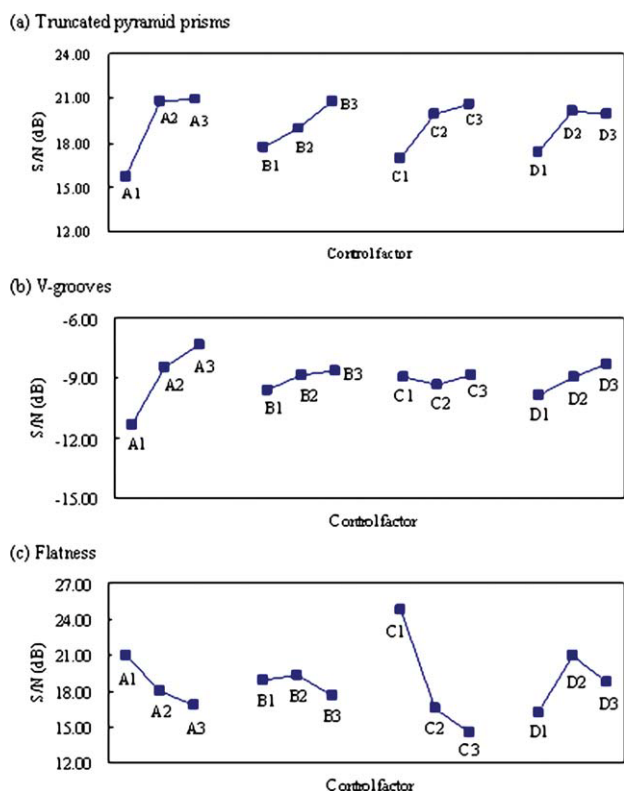 (a) Truncated pyramid prisms
24.00
21.00
18.00
15.00
12.00
S/N (dB)
A1
A2
A3
B1
B2
B3
C1
C2
C3
D1
D2
D3
Control factor
(b) V-grooves
-6.00
-9.00
-12.00
-15.00
S/N (dB)
A1
A2
A3
B1
B2
B3
C1
C2
C3
D1
D2
D3
Control factor
(c) Flatness
27.00
24.00
21.00
18.00
15.00
12.00
S/N (dB)
A1
A2
A3
B1
B2
B3
C1
C2
C3
D1
D2
D3
Control factor